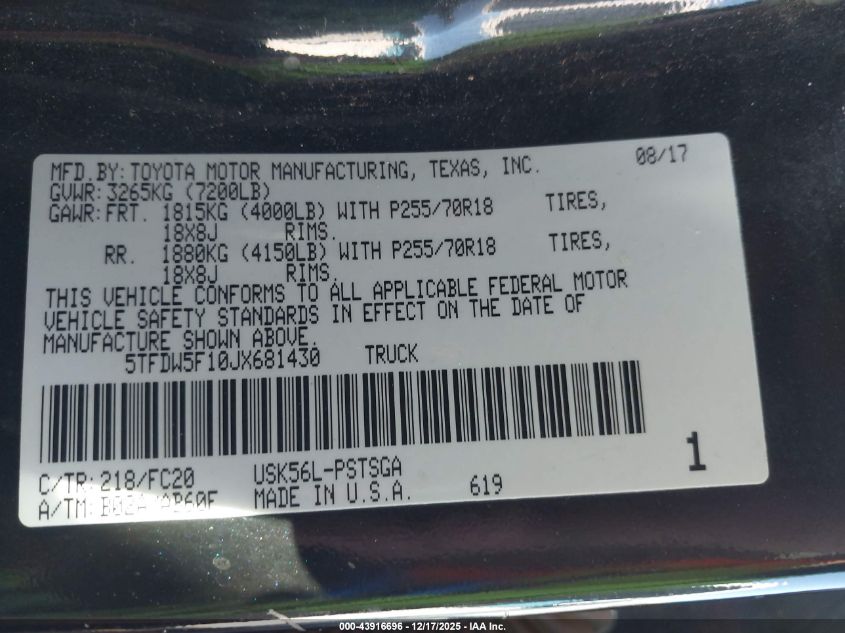 MFD.BY:TOYOTA MOTOR MANUFACTURING, TEXAS, INC. 08/17
GVWR:3265KG (7200LB)
GAWR:FRT. 1815KG (4000LB) WITH P255/70R18 TIRES,
18X8J RIMS.
RR. 1880KG (4150LB) WITH P255/70R18 TIRES,
18X8J RIMS.
THIS VEHICLE CONFORMS TO ALL APPLICABLE FEDERAL MOTOR
VEHICLE SAFETY STANDARDS IN EFFECT ON THE DATE OF
MANUFACTURE SHOWN ABOVE.
5TFDW5F10JX681430 TRUCK
C/TR:218/FC20 USK56L-PSTSGA 1
A/TM: AB60F MADE IN U.S.A. 619
000-43916696 - 12/17/2025 - IAA Inc.